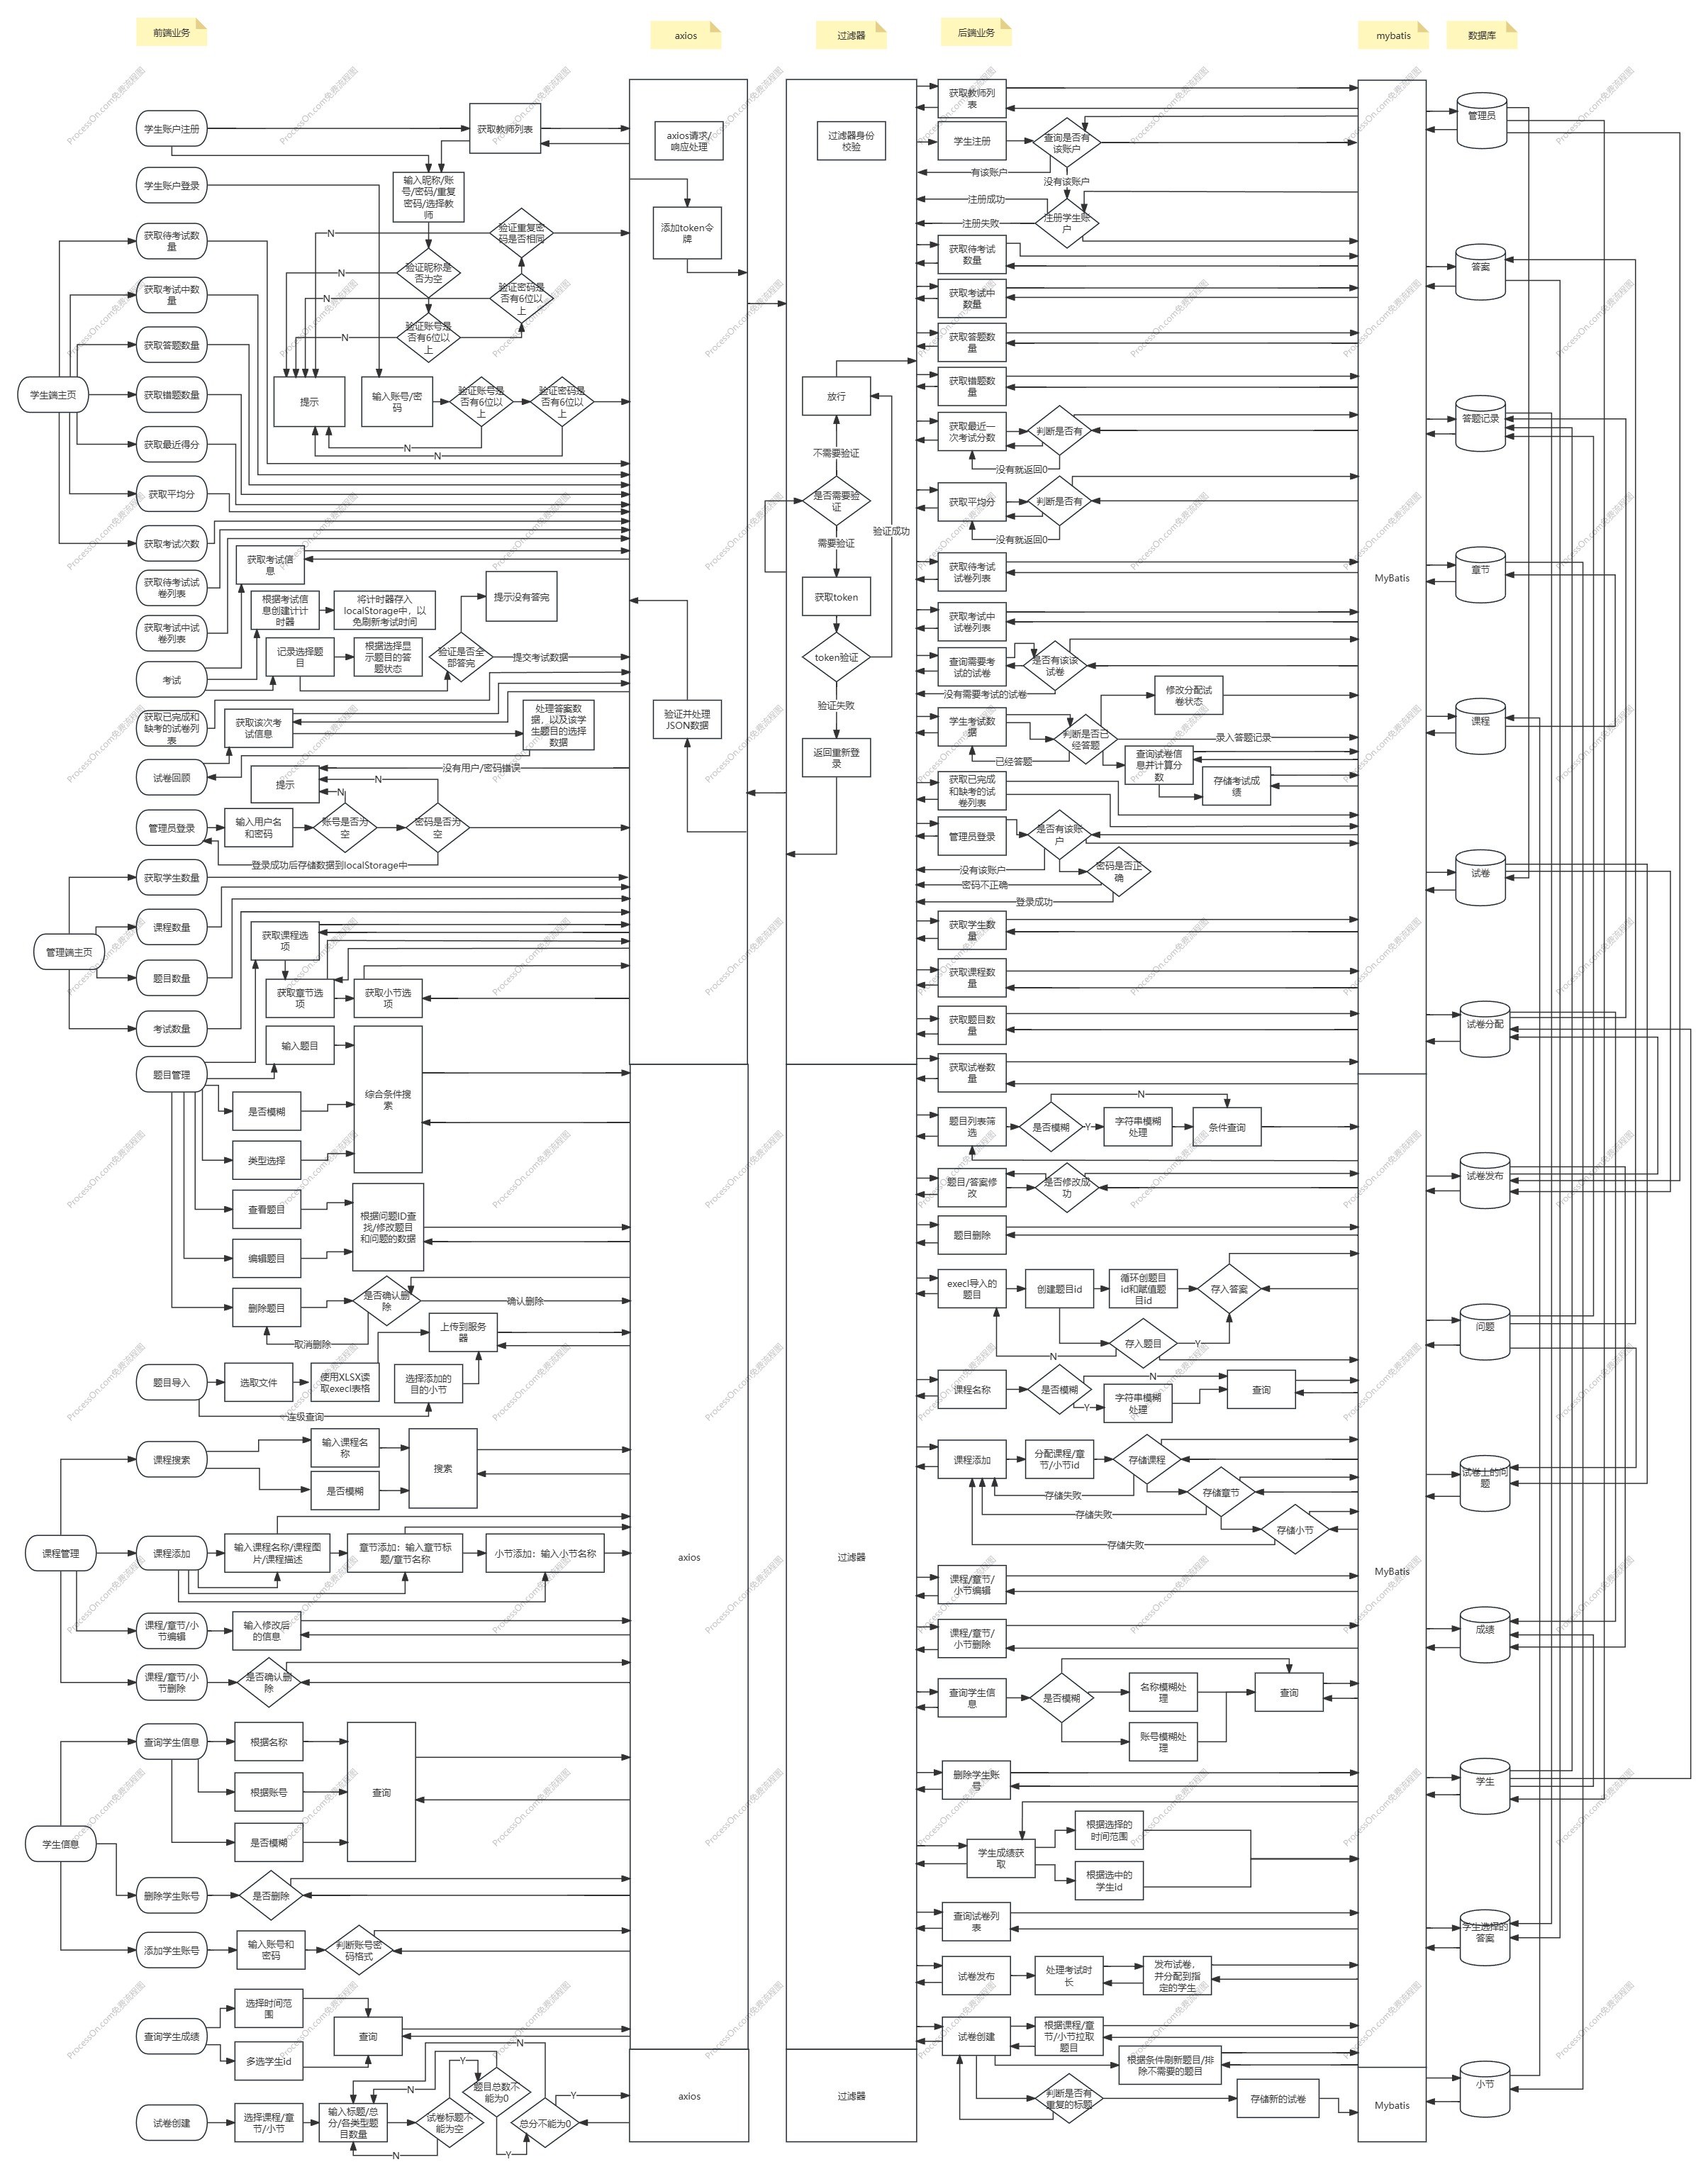 前端业务
axios
过滤器
后端业务
mybatis
数据库
学生账户注册
获取教师列表
学生账户登录
输入昵称/账
号/密码/重复
密码/选择教
师
验证重复密
码是否相同
N
验证昵称是
否为空
N
验证密码是
否有6位以
上
N
验证账号是
否有6位以
上
N
提示
输入账号/密
码
验证账号是
否有6位以
上
验证密码是
否有6位以
上
N
N
学生端主页
获取待考试数
量
获取考试中数
量
获取答题数量
获取错题数量
获取最近得分
获取平均分
获取考试次数
获取待考试试
卷列表
获取考试中试
卷列表
获取考试信
息
根据考试信
息创建计计
时器
将计时器存入
localStorage中，以
免刷新考试时间
提示没有答完
考试
记录选择题
目
根据选择显
示题目的答
题状态
验证是否全
部答完
提交考试数据
获取已完成和
缺考的试卷列
表
获取该次考
试信息
处理答案数
据，以及该学
生题目的选择
数据
试卷回顾
没有用户/密码错误
提示
N
N
管理员登录
输入用户名
和密码
账号是否为
空
密码是否为
空
登录成功后存储数据到localStorage中
管理端主页
获取学生数量
课程数量
题目数量
考试数量
获取课程选
项
获取章节选
项
获取小节选
项
题目管理
输入题目
是否模糊
类型选择
综合条件搜
索
查看题目
编辑题目
根据问题ID查
找/修改题目
和问题的数据
删除题目
是否确认删
除
确认删除
取消删除
题目导入
选取文件
使用XLSX读
取execl表格
上传到服务
器
选择添加的
目的小节
连级查询
课程管理
课程搜索
输入课程名
称
是否模糊
搜索
课程添加
输入课程名称/课程图
片/课程描述
章节添加：输入章节标
题/章节名称
小节添加：输入小节名称
课程/章节/小
节编辑
输入修改后
的信息
课程/章节/小
节删除
是否确认删
除
学生信息
查询学生信息
根据名称
根据账号
是否模糊
查询
删除学生账号
是否删除
添加学生账号
输入账号和
密码
判断账号密
码格式
查询学生成绩
选择时间范
围
多选学生id
查询
试卷创建
选择课程/章
节/小节
输入标题/总
分/各类型题
目数量
试卷标题不
能为空
题目总数不
能为0
总分不能为0
N
Y
N
N
Y
Y
axios请求/
响应处理
添加token令
牌
验证并处理
JSON数据
axios
axios
过滤器身份
校验
放行
不需要验证
是否需要验
证
需要验证
验证成功
获取token
token验证
验证失败
返回重新登
录
过滤器
过滤器
获取教师列
表
学生注册
查询是否有
该账户
有该账户
没有该账户
注册成功
注册失败
注册学生账
户
获取待考试
数量
获取考试中
数量
获取答题数
量
获取错题数
量
获取最近一
次考试分数
判断是否有
没有就返回0
获取平均分
判断是否有
没有就返回0
获取待考试
试卷列表
获取考试中
试卷列表
查询需要考
试的试卷
是否有该该
试卷
没有需要考试的试卷
学生考试数
据
判断是否已
经答题
已经答题
修改分配试
卷状态
录入答题记录
查询试卷信
息并计算分
数
存储考试成
绩
获取已完成
和缺考的试
卷列表
管理员登录
是否有该账
户
没有该账户
密码是否正
确
密码不正确
登录成功
获取学生数
量
获取课程数
量
获取题目数
量
获取试卷数
量
题目列表筛
选
是否模糊
N
Y
字符串模糊
处理
条件查询
题目/答案修
改
是否修改成
功
题目删除
execl导入的
题目
创建题目id
循环创题目
id和赋值题
目id
存入答案
存入题目
N
Y
课程名称
是否模糊
N
Y
字符串模糊
处理
查询
课程添加
分配课程/章
节/小节id
存储课程
存储失败
存储章节
存储失败
存储小节
存储失败
课程/章节/
小节编辑
课程/章节/
小节删除
查询学生信
息
是否模糊
名称模糊处
理
账号模糊处
理
查询
删除学生账
号
学生成绩获
取
根据选择的
时间范围
根据选中的
学生id
查询试卷列
表
试卷发布
处理考试时
长
发布试卷，
并分配到指
定的学生
试卷创建
根据课程/章
节/小节拉取
题目
根据条件刷新题目/排
除不需要的题目
判断是否有
重复的标题
存储新的试卷
MyBatis
MyBatis
Mybatis
管理员
答案
答题记录
章节
课程
试卷
试卷分配
试卷发布
问题
试卷上的问
题
成绩
学生
学生选择的
答案
小节
ProcessOn.com免费流程图